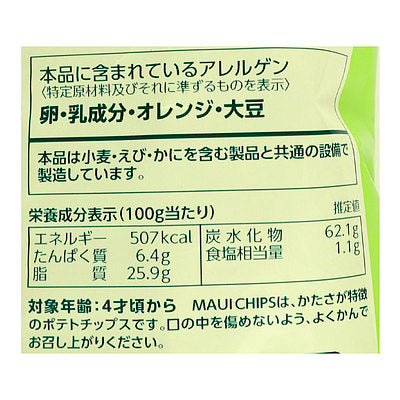 本品に含まれているアレルゲン
〈特定原材料及びそれに準ずるものを表示〉
卵・乳成分・オレンジ・大豆
本品は小麦・えび・かにを含む製品と共通の設備で
製造しています。
栄養成分表示(100g当たり) 推定値
エネルギー 507kcal 炭水化物 62.1g
たんぱく質 6.4g 食塩相当量 1.1g
脂質 25.9g
対象年齢:4才頃から MAUI CHIPSは、かたさが特徴
のポテトチップスです。口の中を傷めないよう、よくかんで
お召し上がりください。